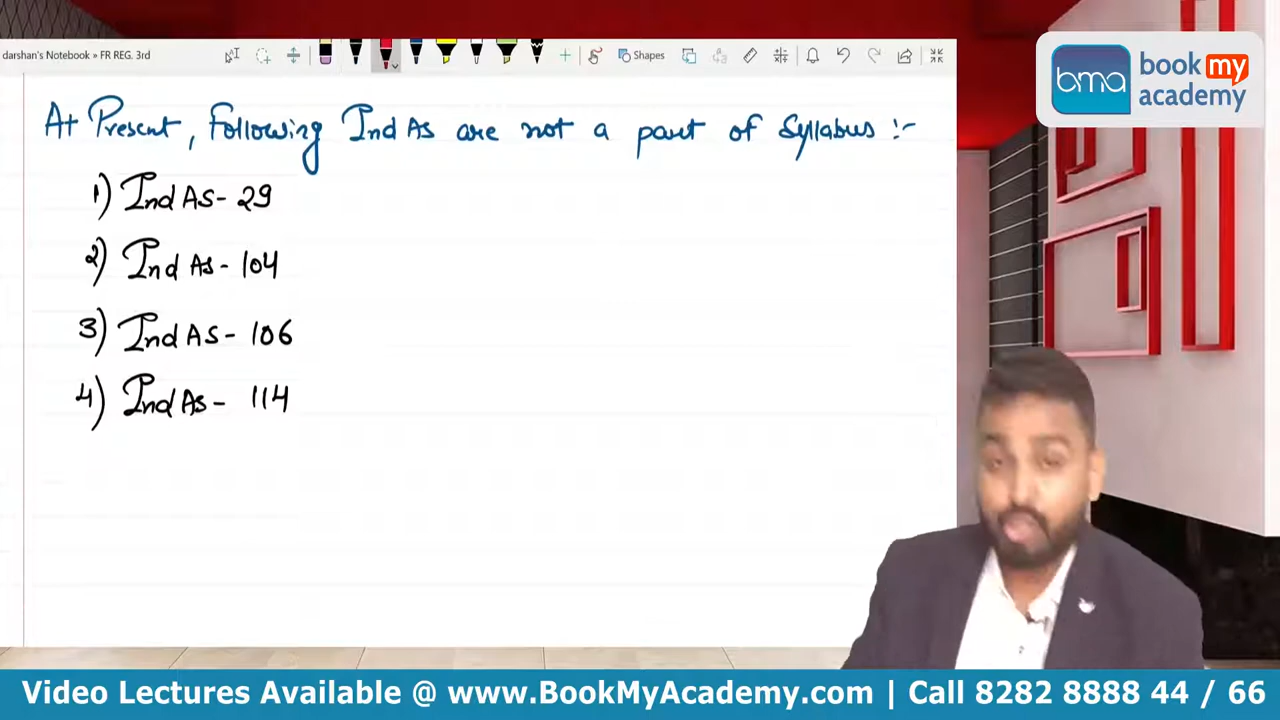 darshan's Notebook » FR REG. 3rd
Shapes
bma
book my
academy
At Present, Following Ind As are not a part of Syllabus :-
1) Ind AS- 29
2) Ind As- 104
3) Ind AS- 106
4) Ind As- 114
Video Lectures Available @ www.BookMyAcademy.com | Call 8282 8888 44 / 66